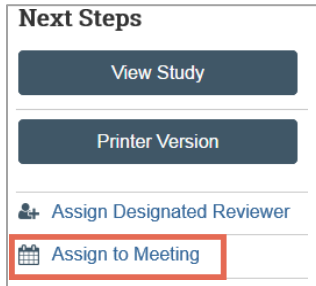 Next Steps
View Study
Printer Version
Assign Designated Reviewer
Assign to Meeting